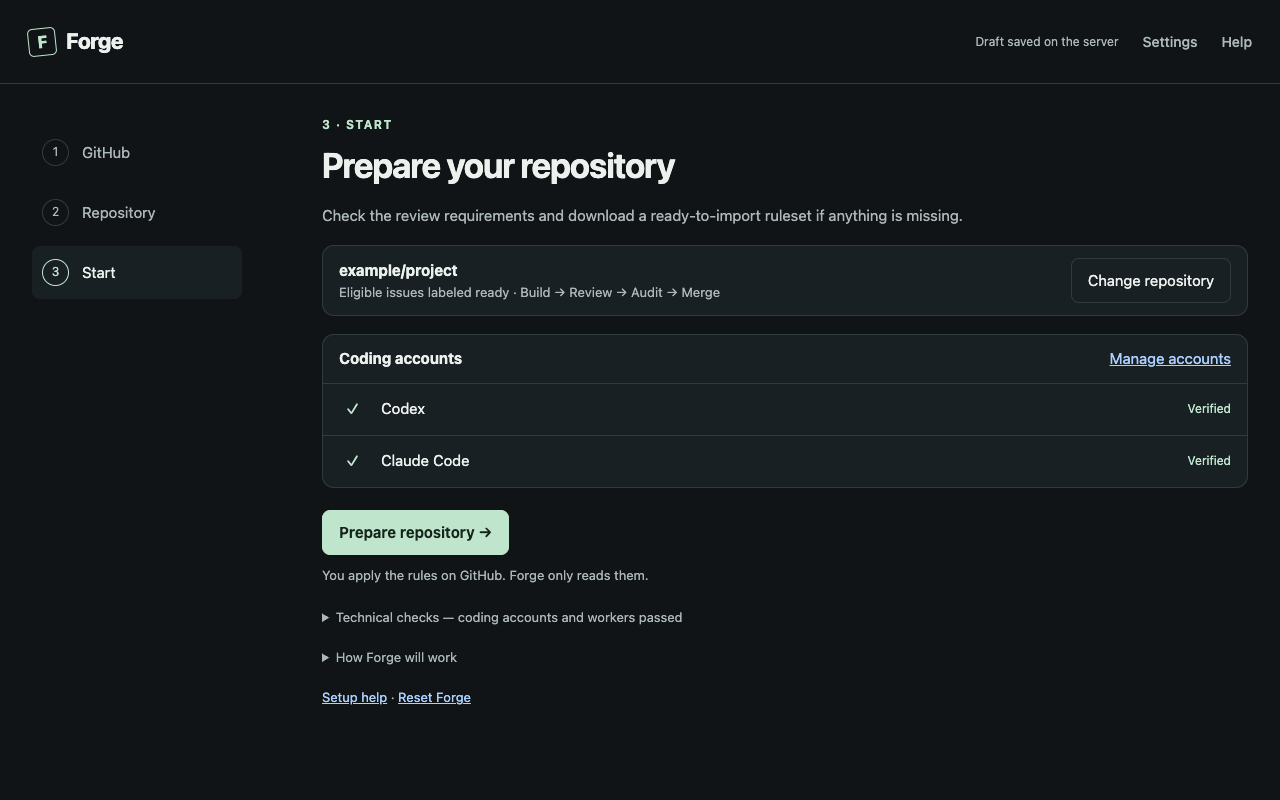 F Forge
Draft saved on the server
Settings
Help
1 GitHub
2 Repository
3 Start
3 · START
Prepare your repository
Check the review requirements and download a ready-to-import ruleset if anything is missing.
example/project
Eligible issues labeled ready · Build → Review → Audit → Merge
Change repository
Coding accounts
Manage accounts
✓ Codex
Verified
✓ Claude Code
Verified
Prepare repository →
You apply the rules on GitHub. Forge only reads them.
▶ Technical checks — coding accounts and workers passed
▶ How Forge will work
Setup help · Reset Forge